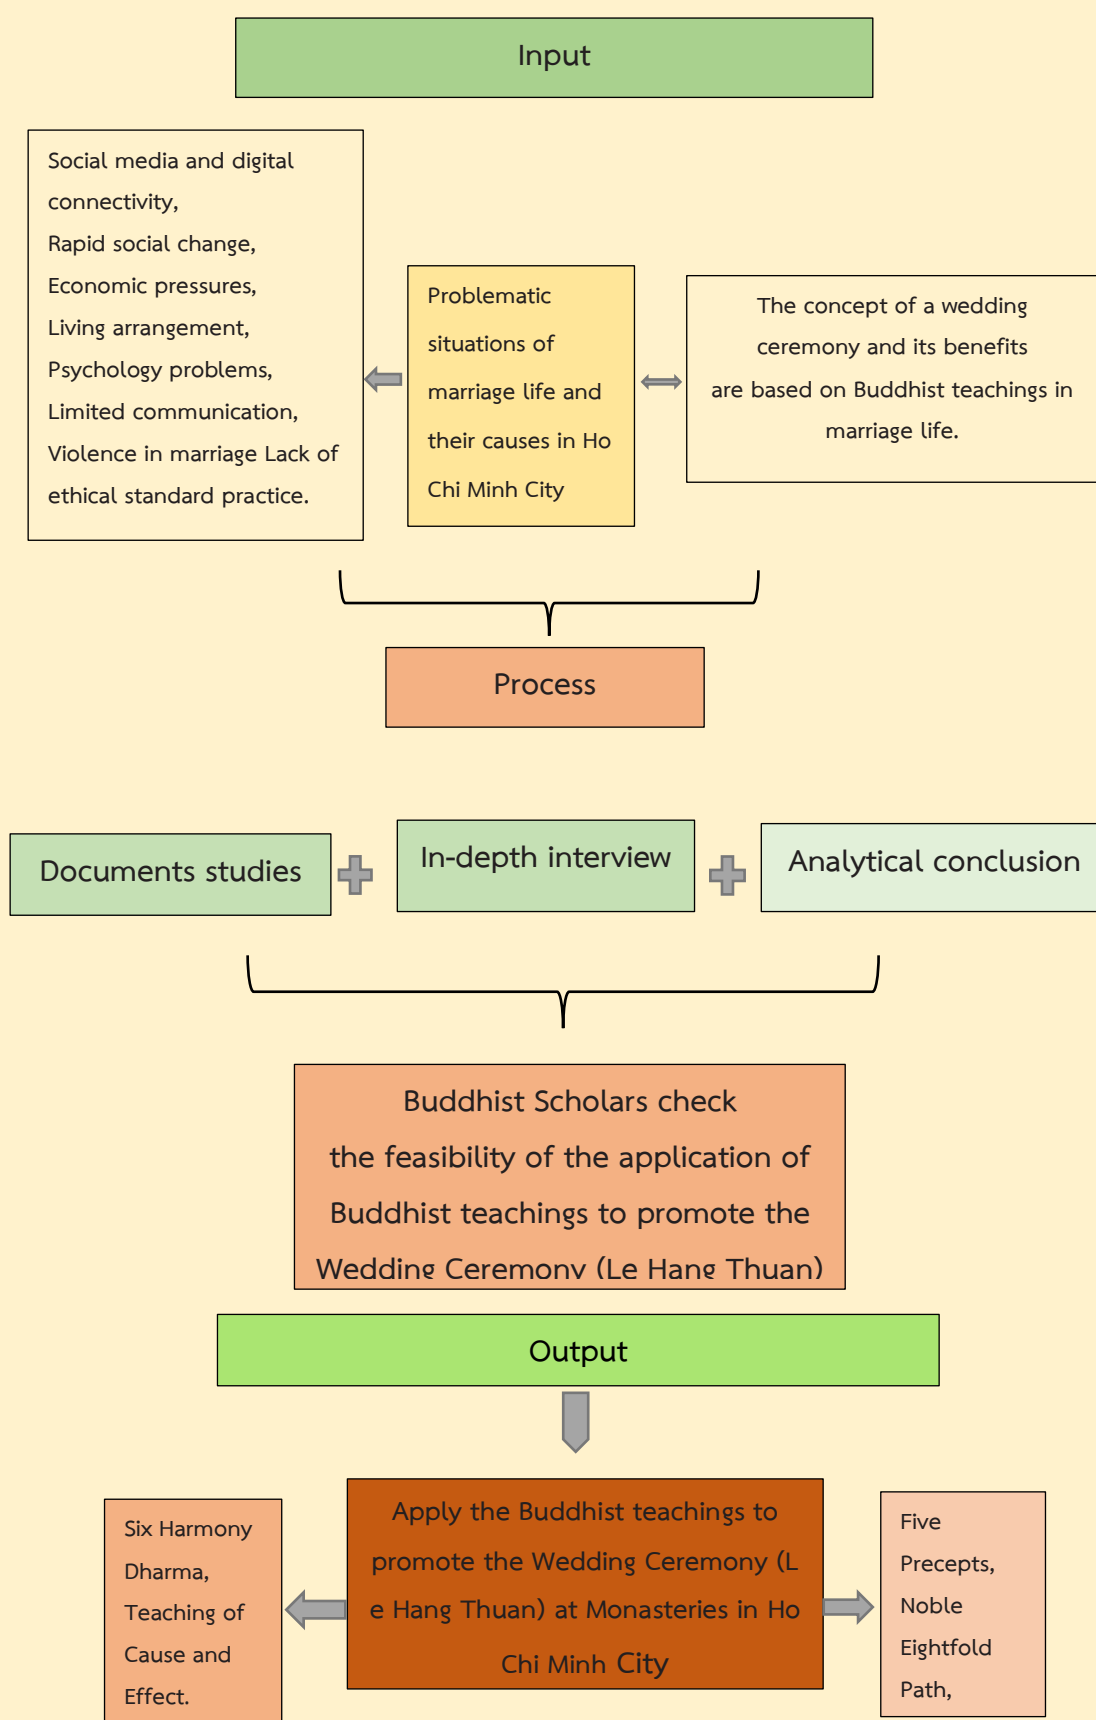 Input
Social media and digital
connectivity,
Rapid social change,
Economic pressures,
Living arrangement,
Psychology problems,
Limited communication,
Violence in marriage Lack of
ethical standard practice.
Problematic
situations of
marriage life and
their causes in Ho
Chi Minh City
The concept of a wedding
ceremony and its benefits
are based on Buddhist teachings in
marriage life.
Process
Documents studies
In-depth interview
Analytical conclusion
Buddhist Scholars check
the feasibility of the application of
Buddhist teachings to promote the
Wedding Ceremony (Le Hang Thuan)
Output
Six Harmony
Dharma,
Teaching of
Cause and
Effect.
Apply the Buddhist teachings to
promote the Wedding Ceremony (L
e Hang Thuan) at Monasteries in Ho
Chi Minh City
Five
Precepts,
Noble
Eightfold
Path,